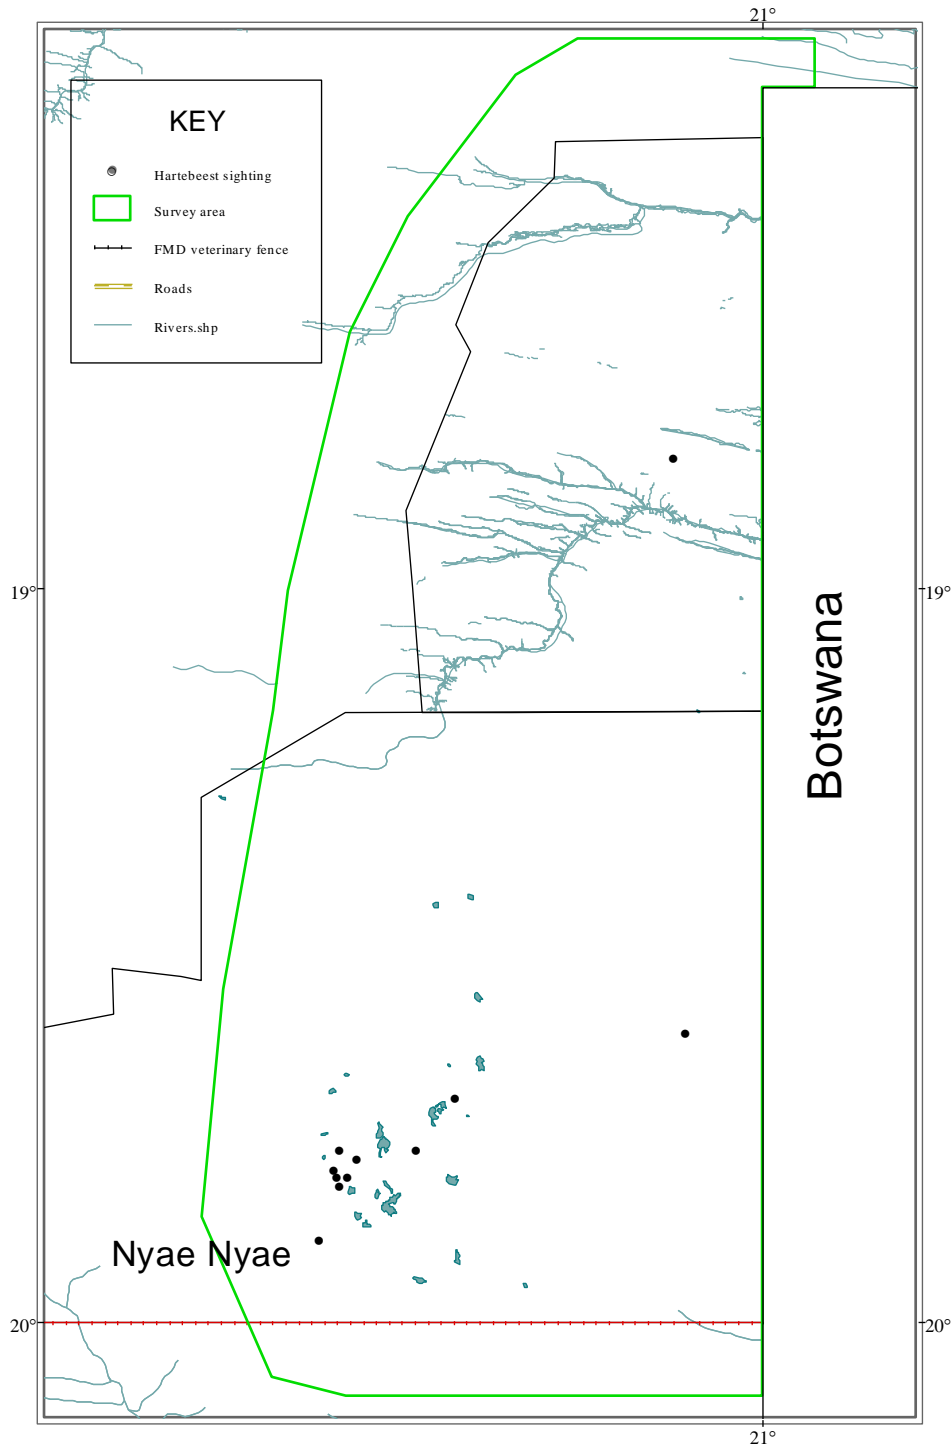 21°
KEY
Hartebeest sighting
Survey area
FMD veterinary fence
Roads
Rivers.shp
19°
19°
Botswana
Nyae Nyae
20°
20°
21°